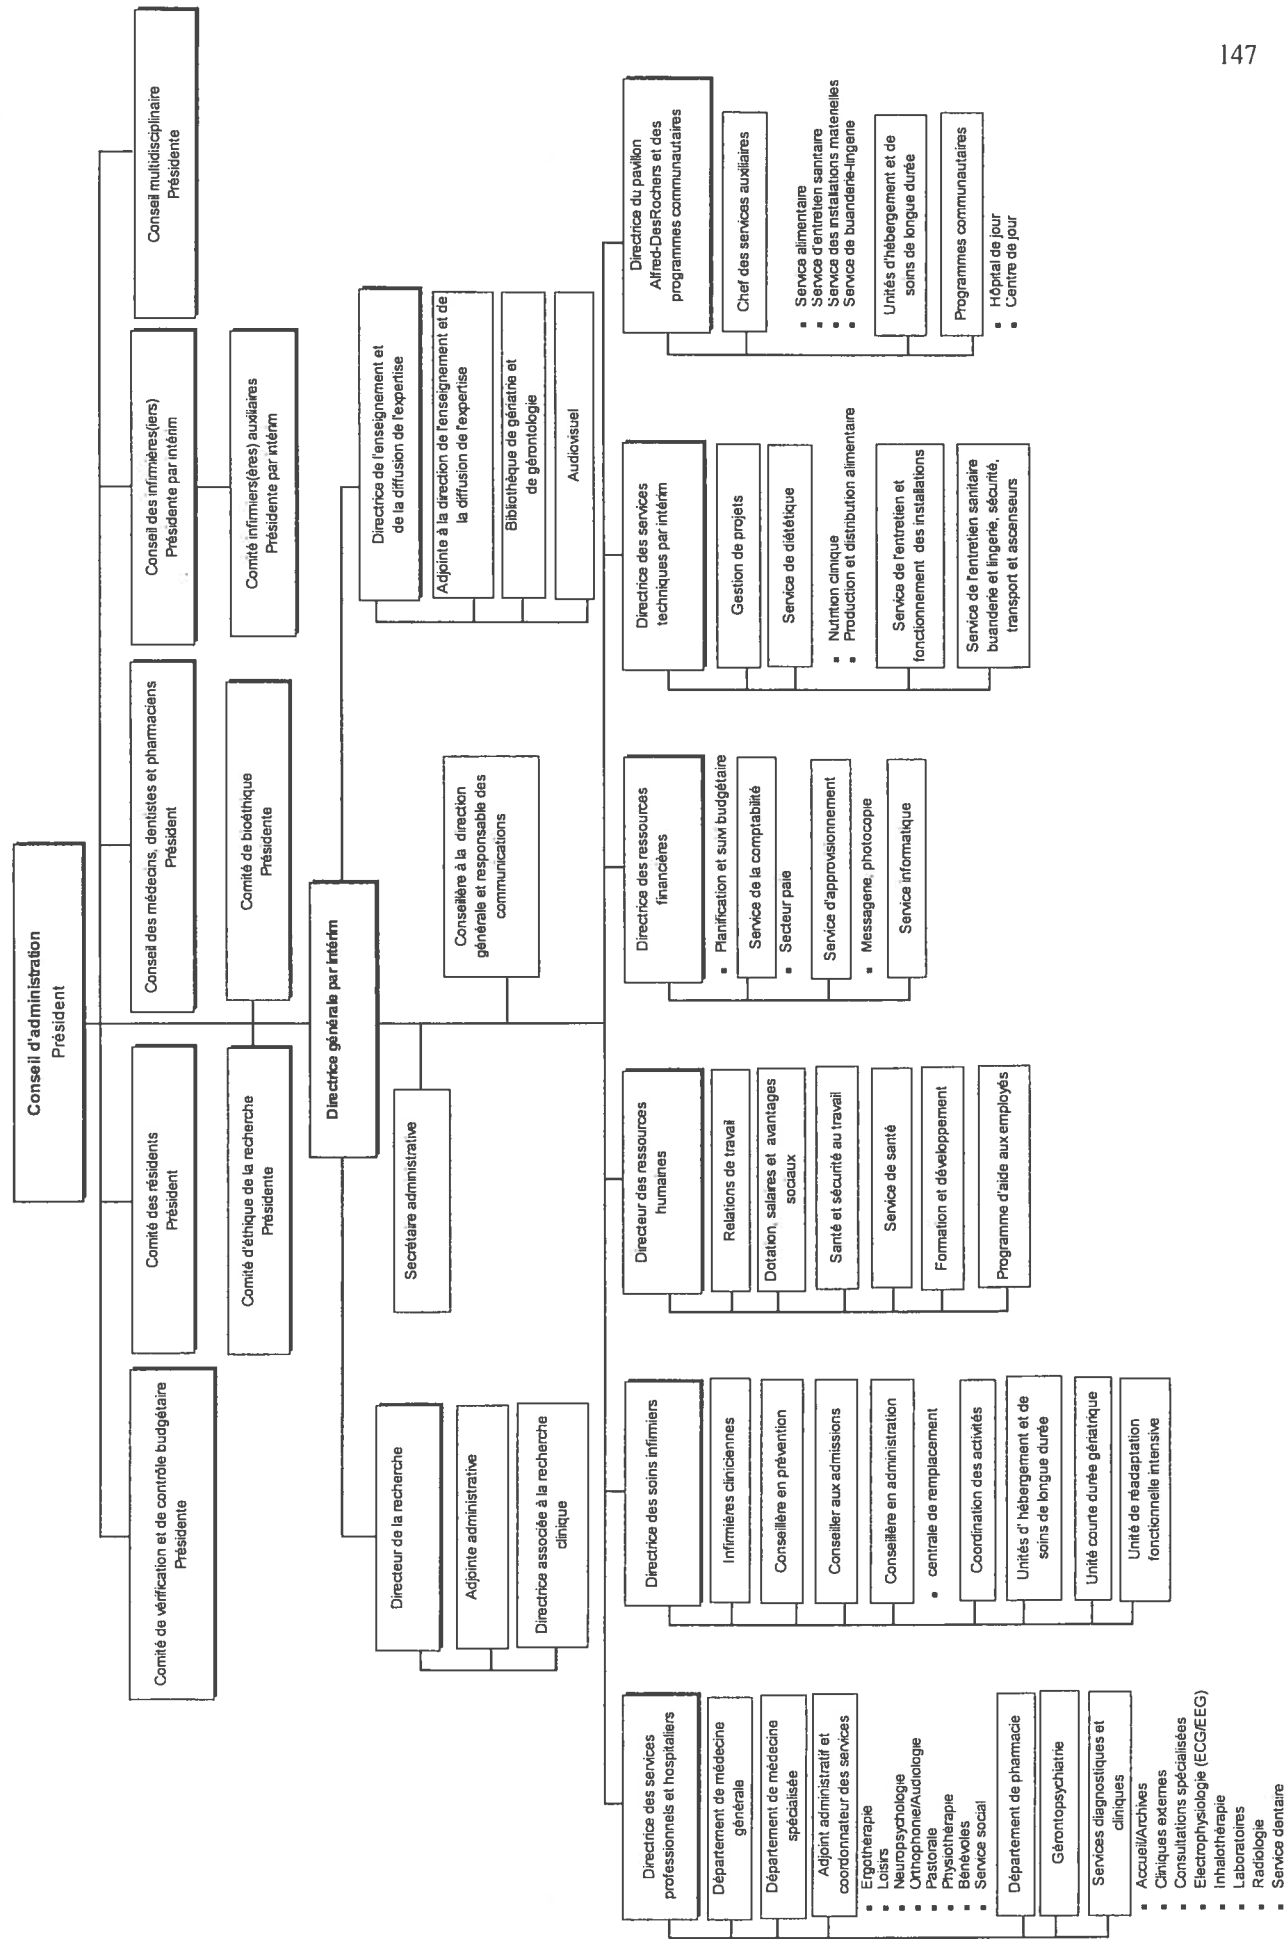 147
Conseil d'administration
Président
Comité de vérification et de contrôle budgétaire
Présidente
Comité des résidents
Président
Conseil des médecins, dentistes et pharmaciens
Président
Conseil des infirmières(iers)
Présidente par intérim
Conseil multidisciplinaire
Présidente
Comité d'éthique de la recherche
Présidente
Comité de bioéthique
Présidente
Comité infirmiers(ères) auxiliaires
Présidente par intérim
Directrice générale par intérim
Directeur de la recherche
Adjointe administrative
Directrice associée à la recherche
clinique
Secrétaire administrative
Conseillère à la direction
générale et responsable des
communications
Directrice de l'enseignement et
de la diffusion de l'expertise
Adjointe à la direction de l'enseignement et de
la diffusion de l'expertise
Bibliothèque de gériatrie et
de gérontologie
Audiovisuel
Directrice des services
professionnels et hospitaliers
Département de médecine
générale
Département de médecine
spécialisée
Adjoint administratif et
coordonnateur des services
▪ Ergothérapie
▪ Loisirs
▪ Neuropsychologie
▪ Orthophonie/Audiologie
▪ Pastorale
▪ Physiothérapie
▪ Bénévoles
▪ Service social
Département de pharmacie
Gérontopsychiatrie
Services diagnostiques et
cliniques
▪ Accueil/Archives
▪ Cliniques externes
▪ Consultations spécialisées
▪ Electrophysiologie (ECG/EEG)
▪ Inhalothérapie
▪ Laboratoires
▪ Radiologie
▪ Service dentaire
Directrice des soins infirmiers
Infirmières cliniciennes
Conseillère en prévention
Conseiller aux admissions
Conseillère en administration
▪ centrale de remplacement
Coordination des activités
Unités d' hébergement et de
soins de longue durée
Unité courte durée gériatrique
Unité de réadaptation
fonctionnelle intensive
Directeur des ressources
humaines
Relations de travail
Dotation, salaires et avantages
sociaux
Santé et sécurité au travail
Service de santé
Formation et développement
Programme d'aide aux employés
Directrice des ressources
financières
▪ Planification et suivi budgétaire
Service de la comptabilité
▪ Secteur paie
Service d'approvisionnement
▪ Messagerie, photocopie
Service informatique
Directrice des services
techniques par intérim
Gestion de projets
Service de diététique
▪ Nutrition clinique
▪ Production et distribution alimentaire
Service de l'entretien et
fonctionnement des installations
Service de l'entretien sanitaire
buanderie et lingerie, sécurité,
transport et ascenseurs
Directrice du pavillon
Alfred-DesRochers et des
programmes communautaires
Chef des services auxiliaires
▪ Service alimentaire
▪ Service d'entretien sanitaire
▪ Service des installations matérielles
▪ Service de buanderie-lingerie
Unités d'hébergement et de
soins de longue durée
Programmes communautaires
▪ Hôpital de jour
▪ Centre de jour